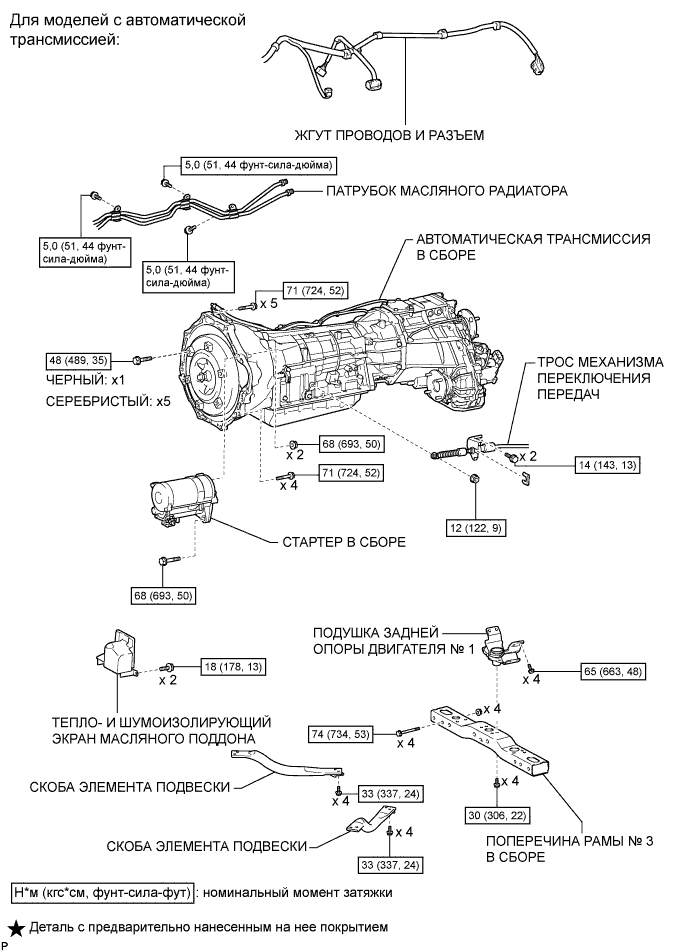 Для моделей с автоматической
трансмиссией:
ЖГУТ ПРОВОДОВ И РАЗЪЕМ
5,0 (51, 44 фунт-сила-дюйма)
ПАТРУБОК МАСЛЯНОГО РАДИАТОРА
5,0 (51, 44 фунт-
сила-дюйма)
5,0 (51, 44 фунт-
сила-дюйма)
АВТОМАТИЧЕСКАЯ ТРАНСМИССИЯ
В СБОРЕ
71 (724, 52)
x 5
48 (489, 35)
ЧЕРНЫЙ: x1
СЕРЕБРИСТЫЙ: x5
ТРОС МЕХАНИЗМА
ПЕРЕКЛЮЧЕНИЯ
ПЕРЕДАЧ
68 (693, 50)
x 2
x 2
14 (143, 13)
71 (724, 52)
x 4
12 (122, 9)
СТАРТЕР В СБОРЕ
68 (693, 50)
ПОДУШКА ЗАДНЕЙ
ОПОРЫ ДВИГАТЕЛЯ № 1
18 (178, 13)
x 2
65 (663, 48)
x 4
ТЕПЛО- И ШУМОИЗОЛИРУЮЩИЙ
ЭКРАН МАСЛЯНОГО ПОДДОНА
x 4
74 (734, 53)
x 4
СКОБА ЭЛЕМЕНТА ПОДВЕСКИ
x 4
33 (337, 24)
x 4
30 (306, 22)
x 4
СКОБА ЭЛЕМЕНТА ПОДВЕСКИ
33 (337, 24)
ПОПЕРЕЧИНА РАМЫ № 3
В СБОРЕ
Н*м (кгс*см, фунт-сила-фут) : номинальный момент затяжки
★ Деталь с предварительно нанесенным на нее покрытием
P